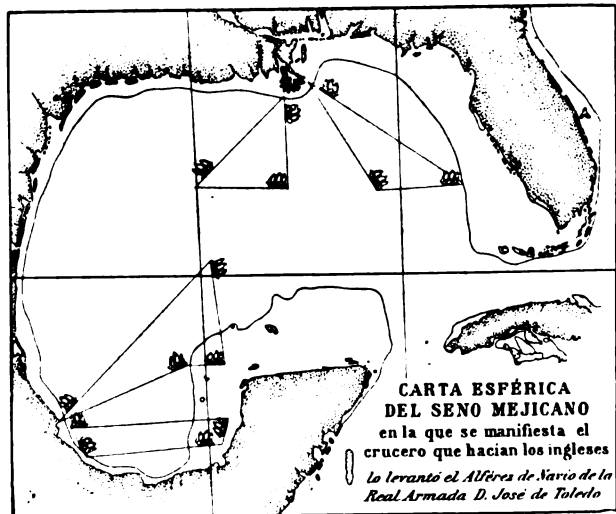 CARTA ESFÉRICA
DEL SENO MEJICANO
en la que se manifiesta el
crucero que hacian los ingleses
Lo levantó el Alféres de Navio de la
Real Armada D. José de Toledo